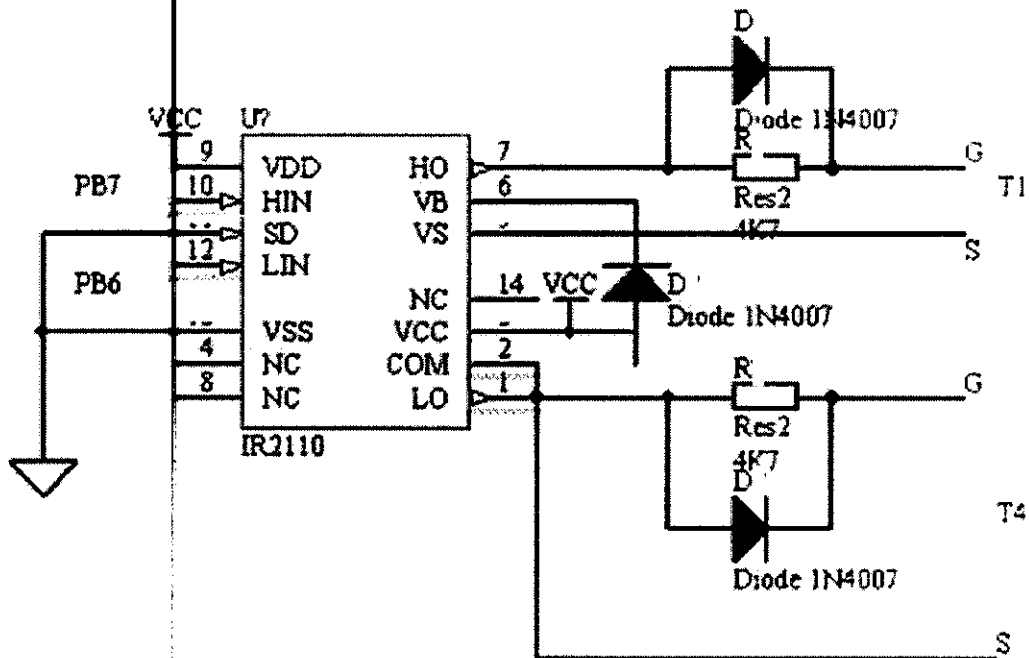 D
Diode 1N4007
VCC
U?
9
VDD
HO
7
R
G
T1
PB7
10
HIN
VB
6
Res2
4K7
SD
VS
S
12
LIN
PB6
NC
14
VCC
D
Diode 1N4007
VSS
VCC
4
NC
COM
2
8
NC
LO
1
R
G
IR2110
Res2
4K7
D
T4
Diode 1N4007
S